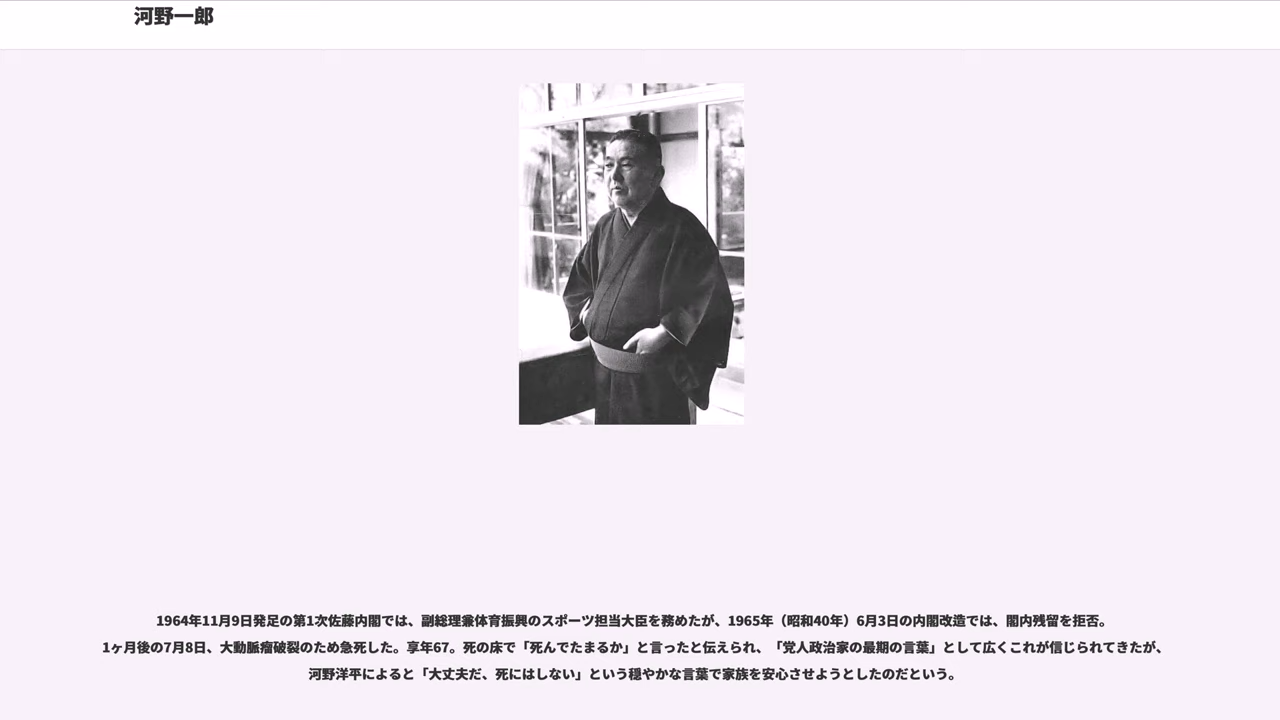 河野一郎
1964年11月9日発足の第1次佐藤内閣では、副総理兼体育振興のスポーツ担当大臣を務めたが、1965年（昭和40年）6月3日の内閣改造では、閣内残留を拒否。
1ヶ月後の7月8日、大動脈瘤破裂のため急死した。享年67。死の床で「死んでたまるか」と言ったと伝えられ、「党人政治家の最期の言葉」として広くこれが信じられてきたが、
河野洋平によると「大丈夫だ、死にはしない」という穏やかな言葉で家族を安心させようとしたのだという。